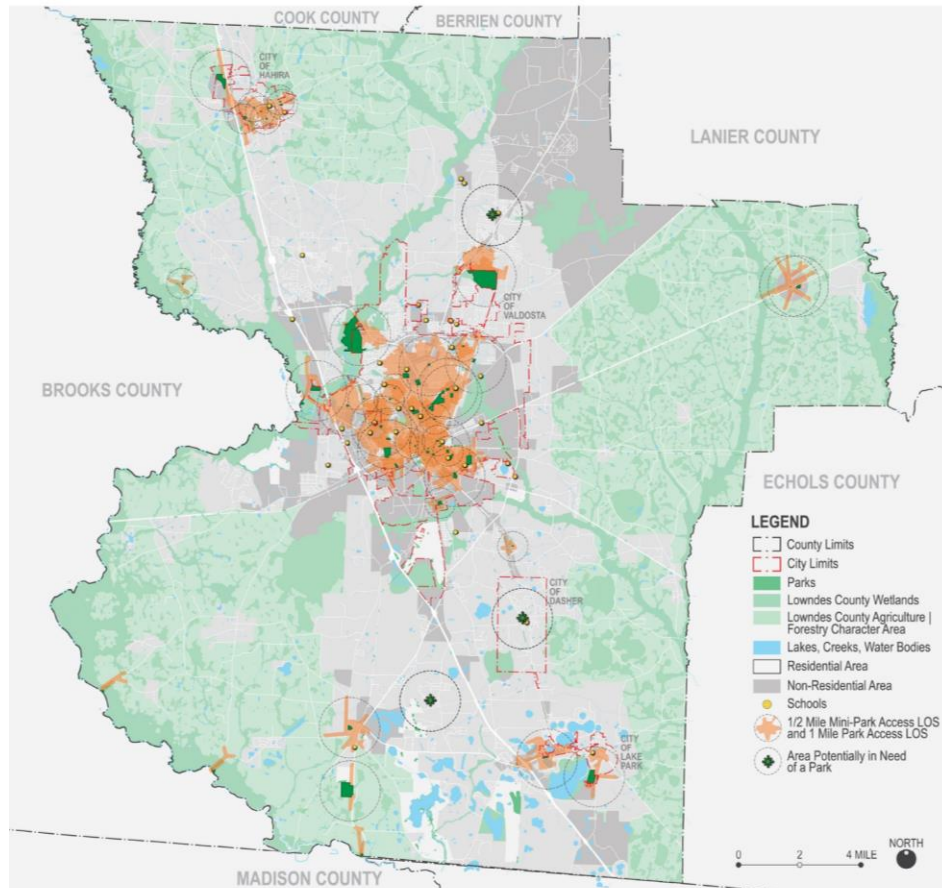 COOK COUNTY
BERRIEN COUNTY
CITY
OF
HAHIRA
LANIER COUNTY
CITY
OF
VALDOSTA
BROOKS COUNTY
ECHOLS COUNTY
LEGEND
County Limits
City Limits
Parks
Lowndes County Wetlands
Lowndes County Agriculture |
Forestry Character Area
Lakes, Creeks, Water Bodies
Residential Area
Non-Residential Area
Schools
1/2 Mile Mini-Park Access LOS
and 1 Mile Park Access LOS
Area Potentially in Need
of a Park
CITY
OF
DASHER
CITY
OF
LAKE
PARK
NORTH
0 2 4 MILE
MADISON COUNTY